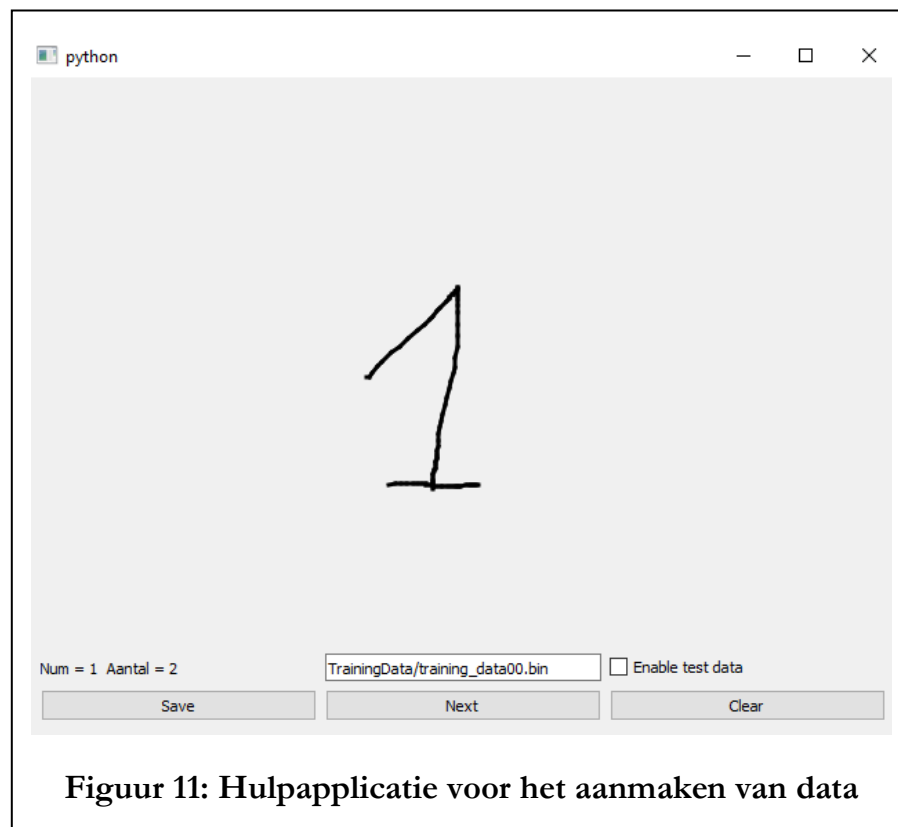 python
1
Num = 1 Aantal = 2
TrainingData/training_data00.bin
Enable test data
Save
Next
Clear
Figuur 11: Hulpapplicatie voor het aanmaken van data